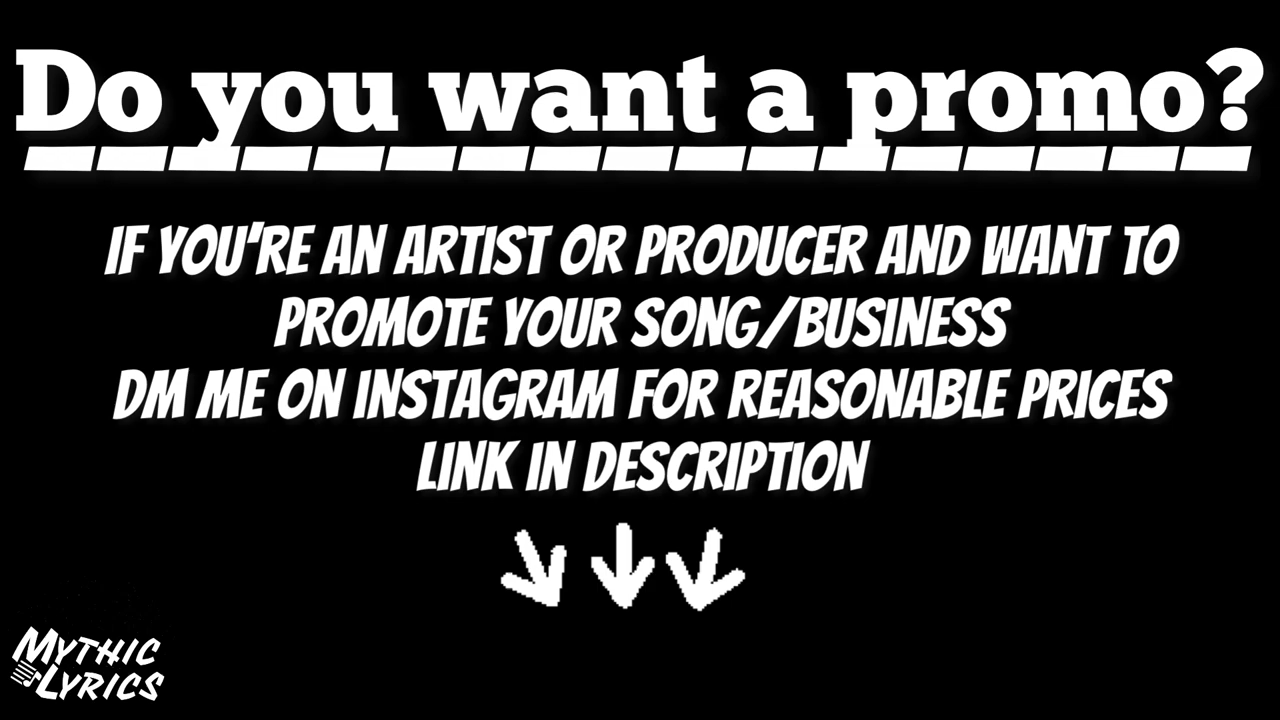 Do you want a promo?
IF YOU'RE AN ARTIST OR PRODUCER AND WANT TO
PROMOTE YOUR SONG/BUSINESS
DM ME ON INSTAGRAM FOR REASONABLE PRICES
LINK IN DESCRIPTION
MYTHIC
LYRICS